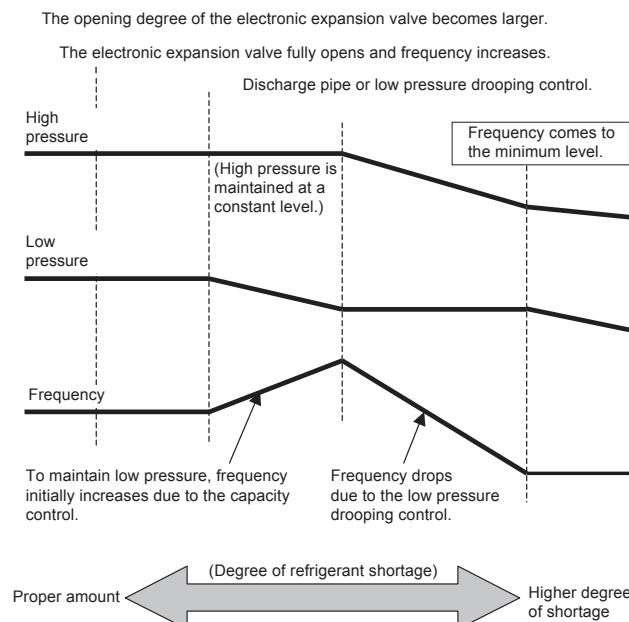 The opening degree of the electronic expansion valve becomes larger.
The electronic expansion valve fully opens and frequency increases.
Discharge pipe or low pressure drooping control.
High
pressure
Frequency comes to
the minimum level.
(High pressure is
maintained at a
constant level.)
Low
pressure
Frequency
To maintain low pressure, frequency
initially increases due to the capacity
control.
Frequency drops
due to the low pressure
drooping control.
(Degree of refrigerant shortage)
Proper amount
Higher degree
of shortage